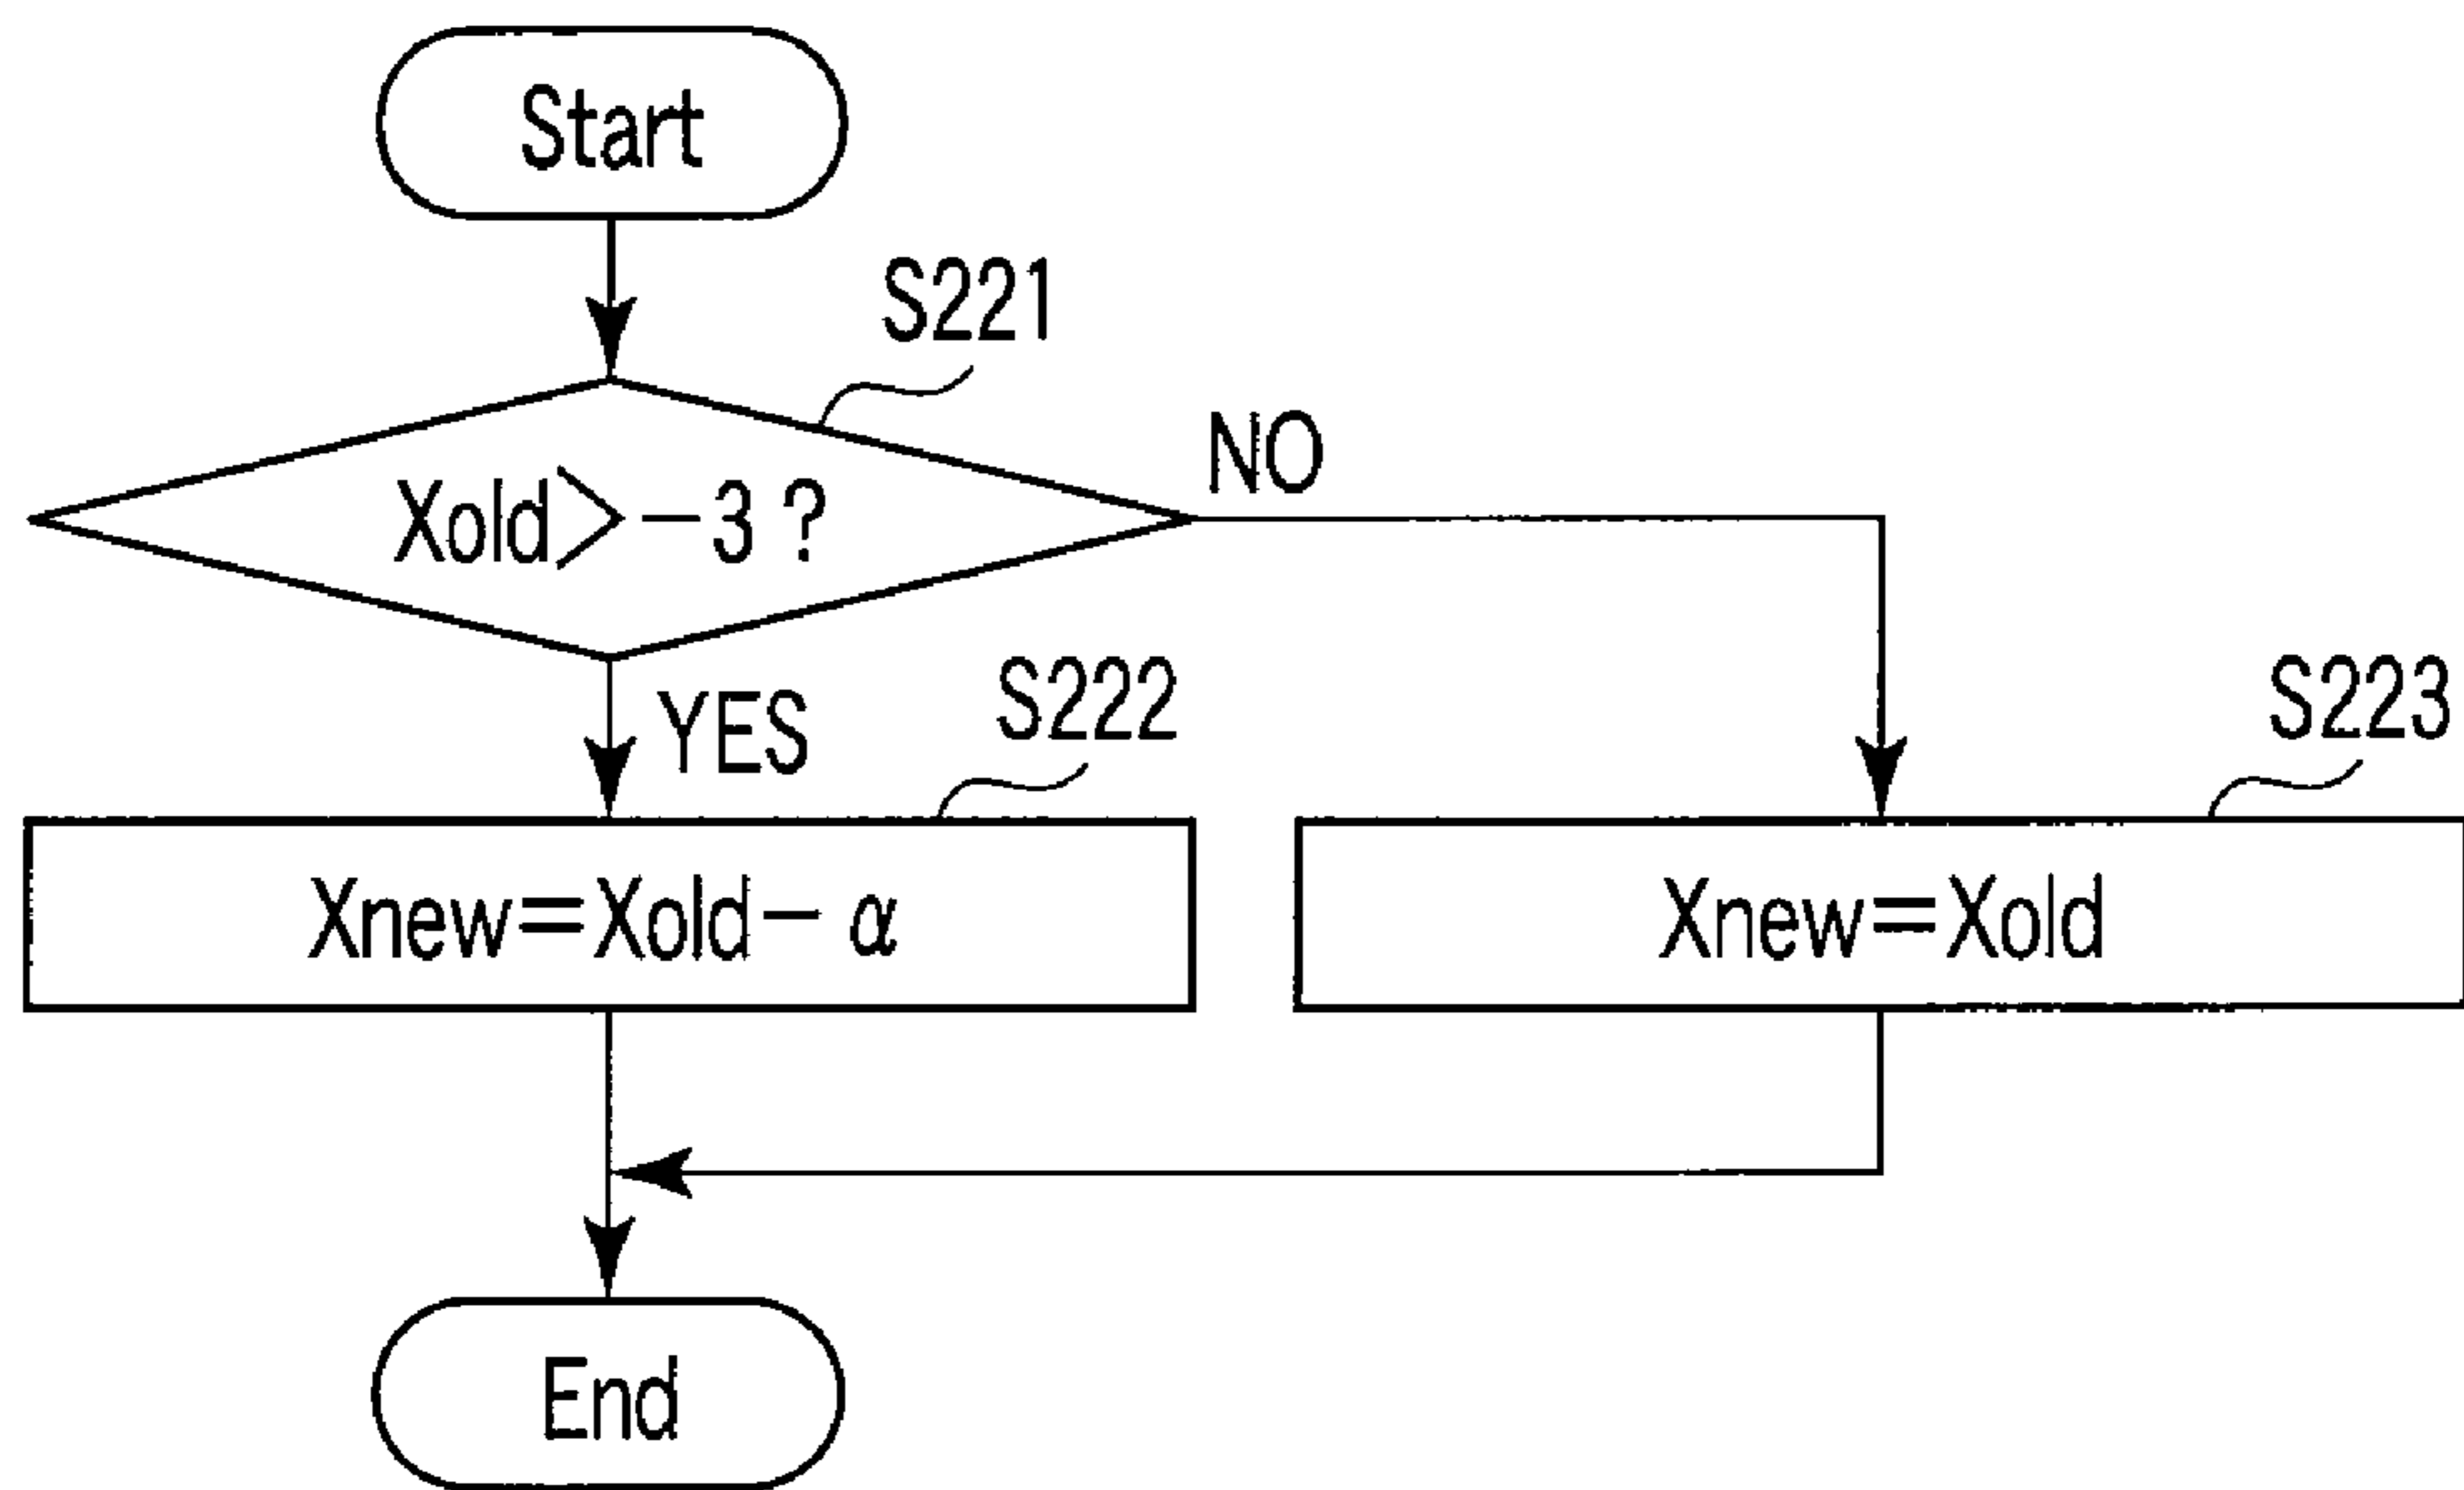 Start
S221
Xold>-3?
NO
YES
S222
S223
Xnew=Xold-α
Xnew=Xold
End